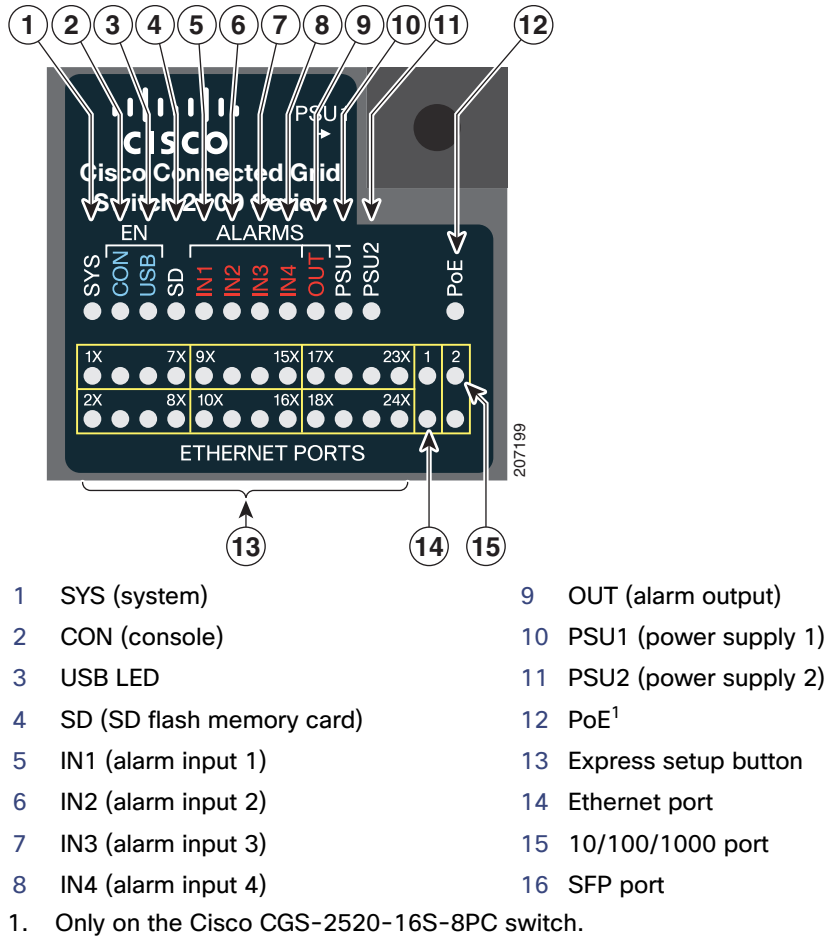 1 2 3 4 5 6 7 8 9 10 11 12
PSU1
CISCO
Cisco Connected Grid
Switch 2500 Series
EN ALARMS
SYS CON USB SD IN1 IN2 IN3 IN4 OUT PSU1 PSU2 PoE
1X 7X 9X 15X 17X 23X 1 2
2X 8X 10X 16X 18X 24X
ETHERNET PORTS
207199
13 14 15
1 SYS (system)
2 CON (console)
3 USB LED
4 SD (SD flash memory card)
5 IN1 (alarm input 1)
6 IN2 (alarm input 2)
7 IN3 (alarm input 3)
8 IN4 (alarm input 4)
9 OUT (alarm output)
10 PSU1 (power supply 1)
11 PSU2 (power supply 2)
12 PoE1
13 Express setup button
14 Ethernet port
15 10/100/1000 port
16 SFP port
1. Only on the Cisco CGS-2520-16S-8PC switch.